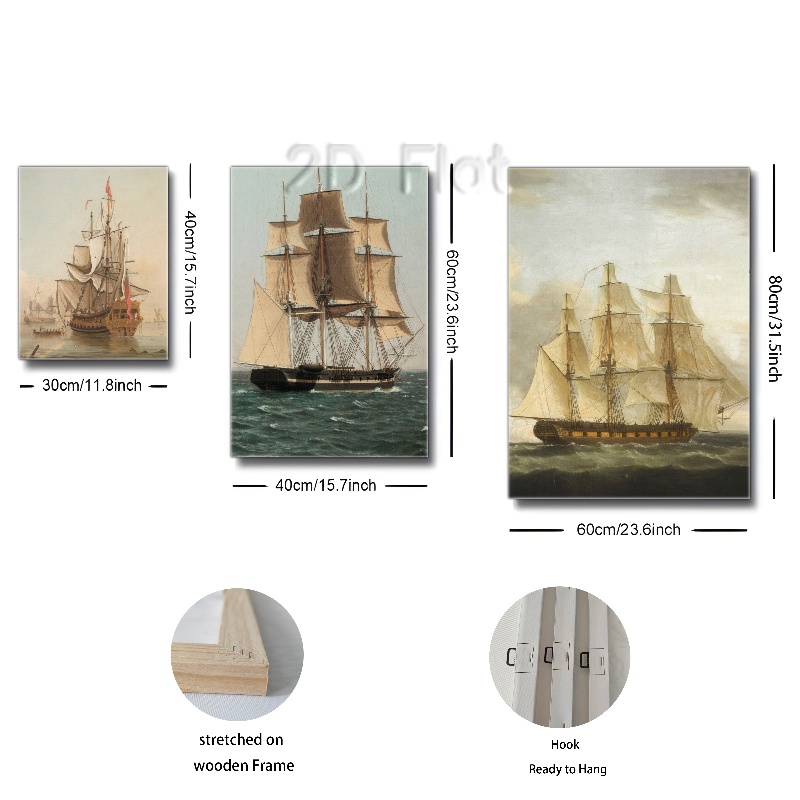 2D Flat
40cm/15.7inch
30cm/11.8inch
60cm/23.6inch
40cm/15.7inch
80cm/31.5inch
60cm/23.6inch
stretched on
wooden Frame
Hook
Ready to Hang